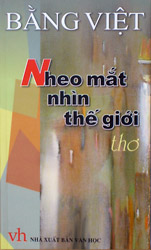 BẰNG VIỆT
Nheo mắt
nhìn
thế giới
thơ
vh NHÀ XUẤT BẢN VĂN HỌC